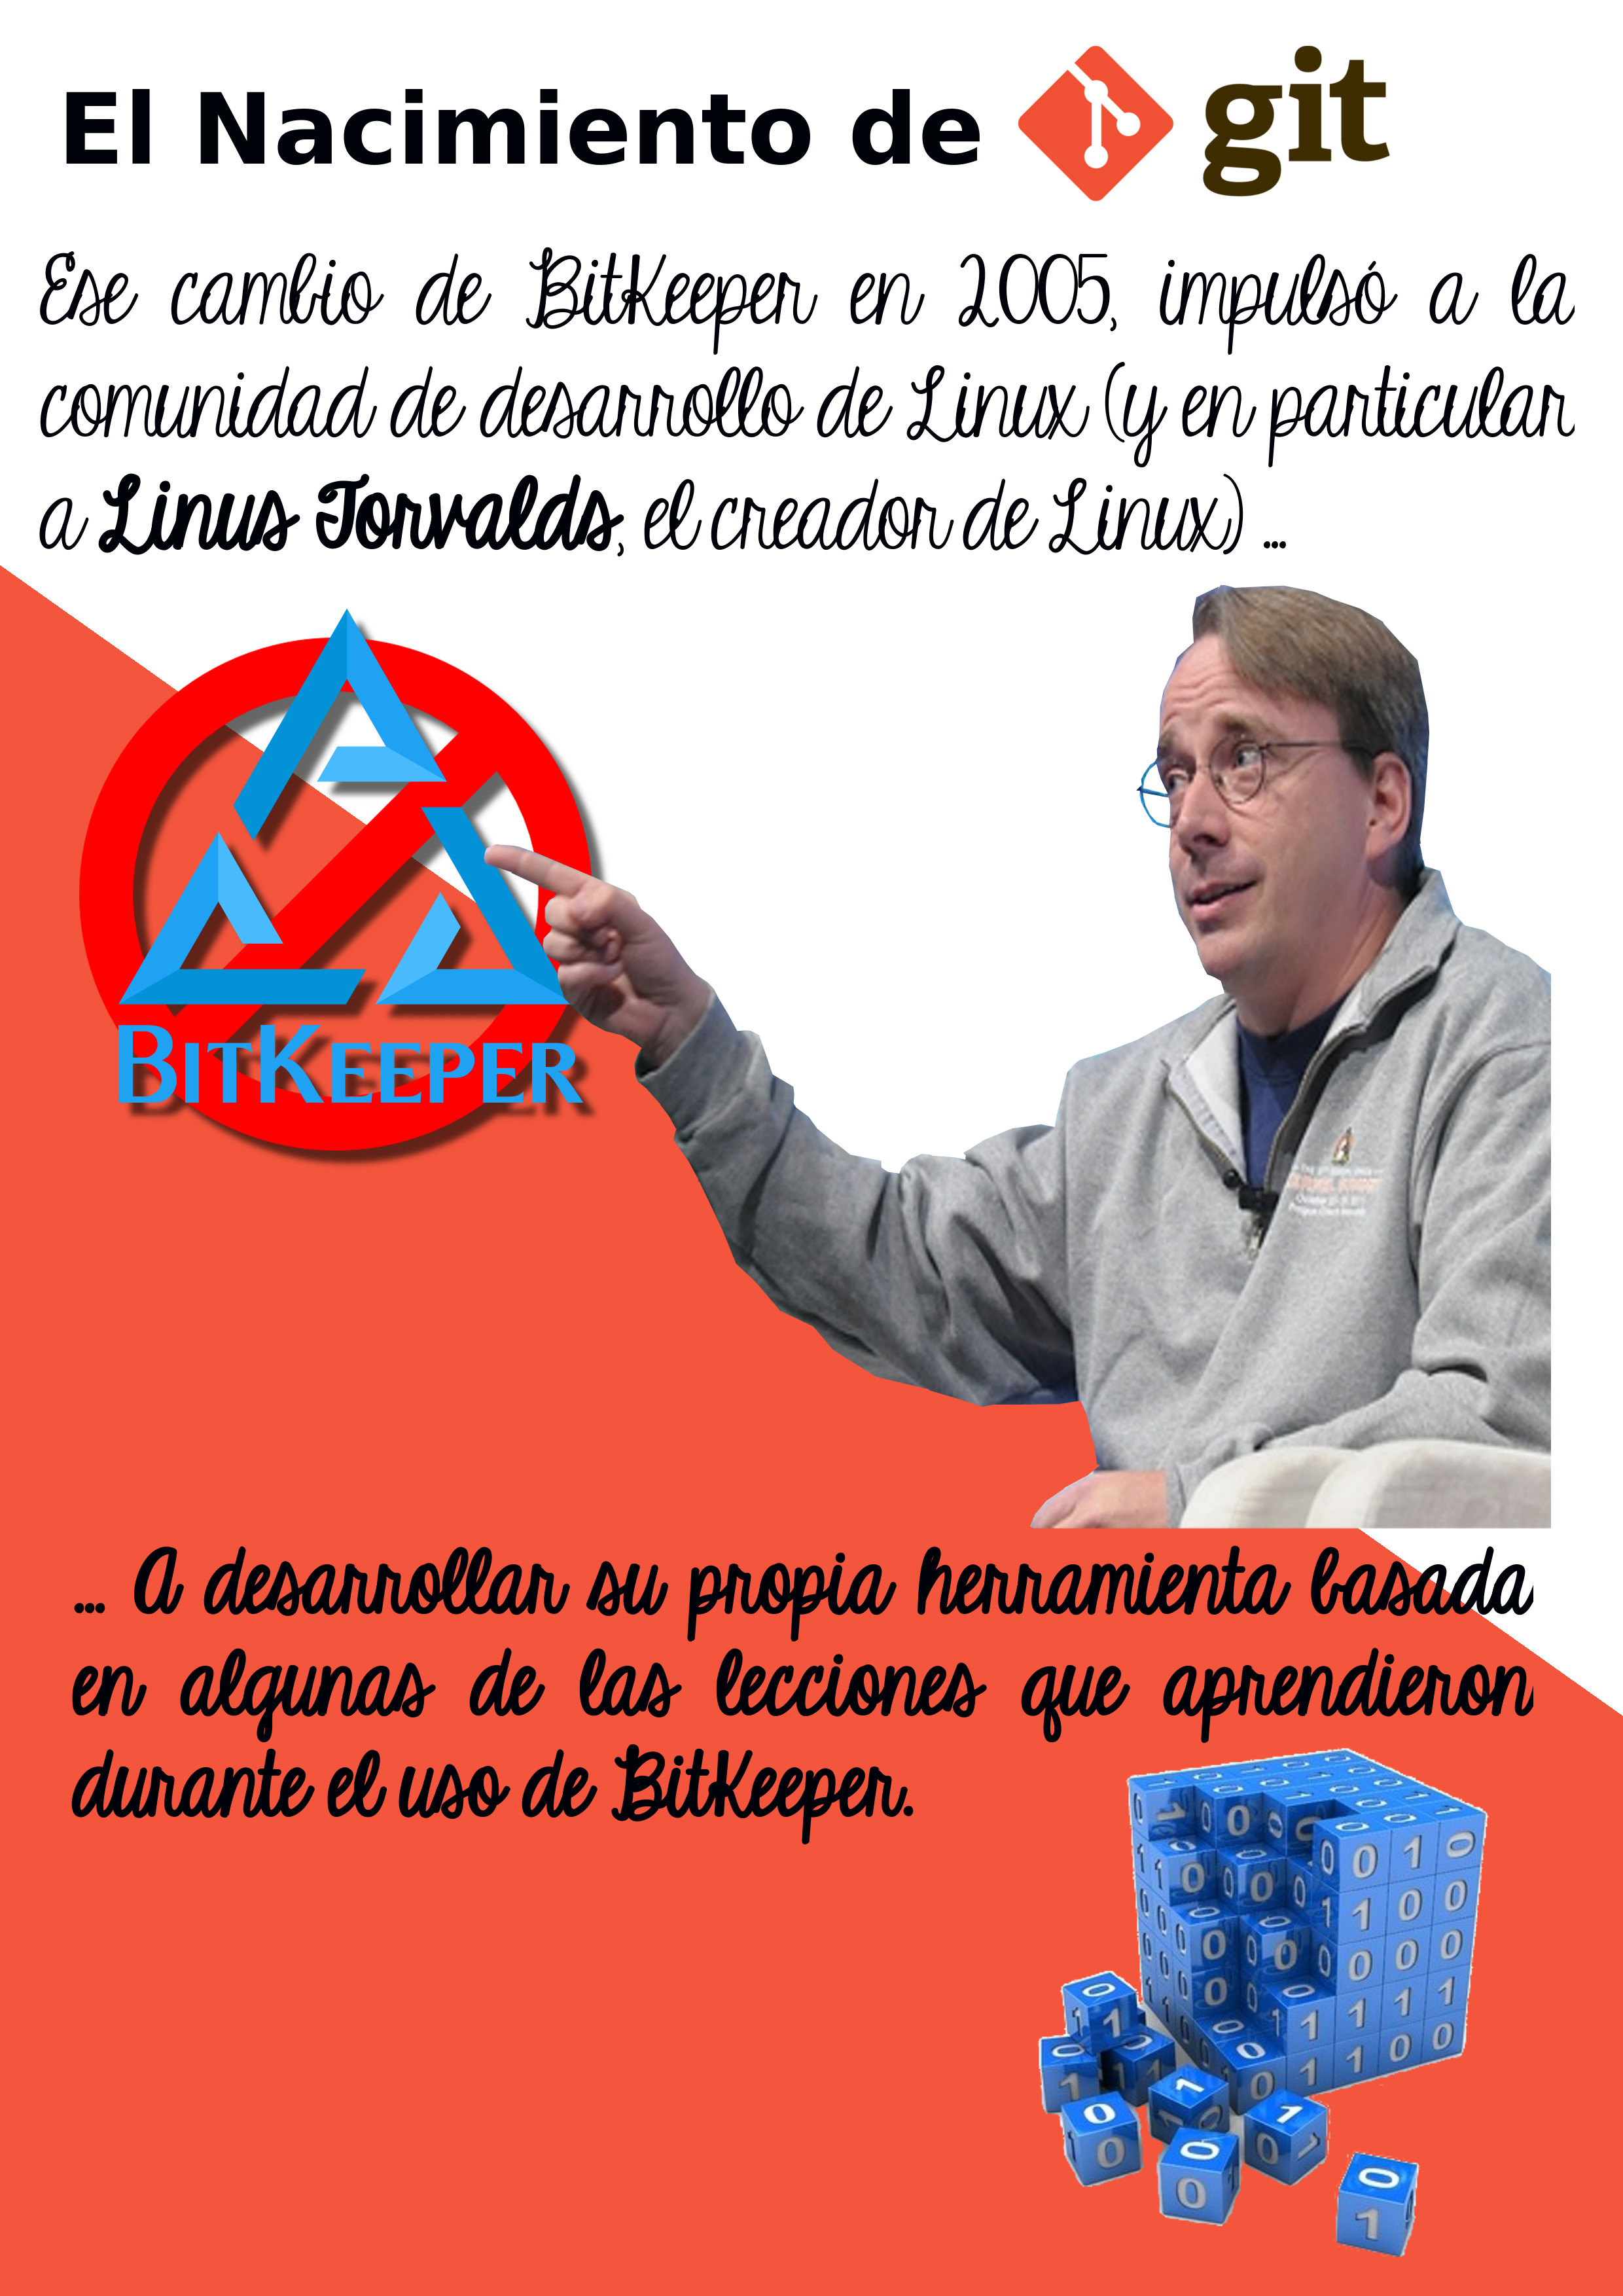 El Nacimiento de git
Ese cambio de BitKeeper en 2005, impulsó a la
comunidad de desarrollo de Linux (y en particular
a Linus Torvalds, el creador de Linux) ...
BITKEEPER
... A desarrollar su propia herramienta basada
en algunas de las lecciones que aprendieron
durante el uso de BitKeeper.